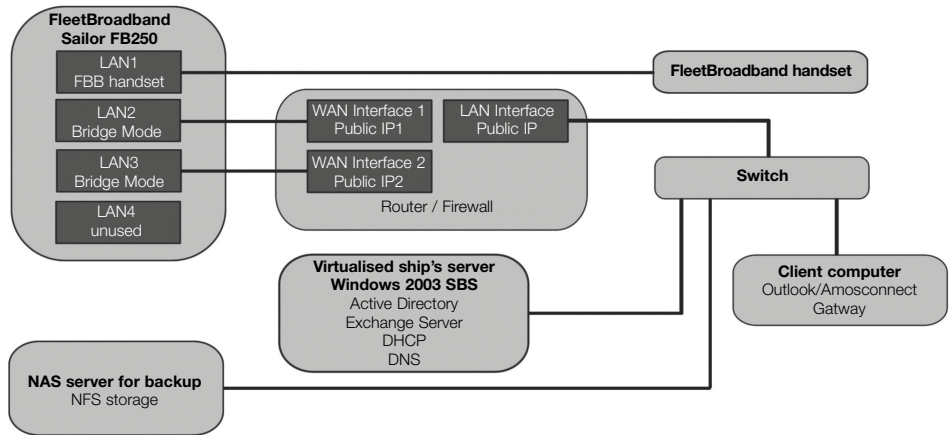 FleetBroadband
Sailor FB250
LAN1
FBB handset
LAN2
Bridge Mode
LAN3
Bridge Mode
LAN4
unused
FleetBroadband handset
WAN Interface 1
Public IP1
LAN Interface
Public IP
WAN Interface 2
Public IP2
Router / Firewall
Switch
Virtualised ship's server
Windows 2003 SBS
Active Directory
Exchange Server
DHCP
DNS
Client computer
Outlook/Amosconnect
Gatway
NAS server for backup
NFS storage